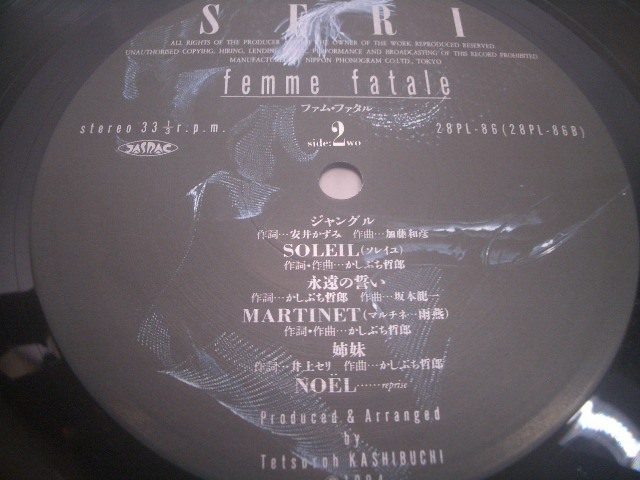 SERI
ALL RIGHTS OF THE PRODUCER THE OWNER OF THE WORK REPRODUCED RESERVED.
UNAUTHORISED COPYING, HIRING, LENDING PERFORMANCE AND BROADCASTING OF THIS RECORD PROHIBITED
MANUFACTU NIPPON PHONOGRAM CO.,LTD., TOKYO
femme fatale
ファム・ファタル
stereo 33 1/3 r.p.m.
side:2wo
28PL-86(28PL-86B)
JASRAC
ジャングル
作詞…安井かずみ 作曲…加藤和彦
SOLEIL(ソレイユ)
作詞・作曲…かしぶち哲郎
永遠の誓い
作詞…かしぶち哲郎 作曲…坂本龍一
MARTINET(マルチネ…雨燕)
作詞・作曲…かしぶち哲郎
姉妹
作詞…井上セリ 作曲…かしぶち哲郎
NOËL……reprise
Produced & Arranged
by
Tetsuroh KASHIBUCHI